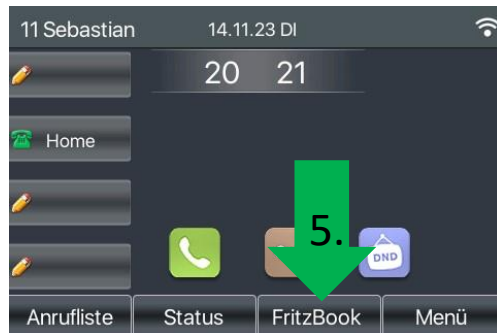 11 Sebastian 14.11.23 DI
20 21
Home
5.
DND
Anrufliste Status FritzBook Menü